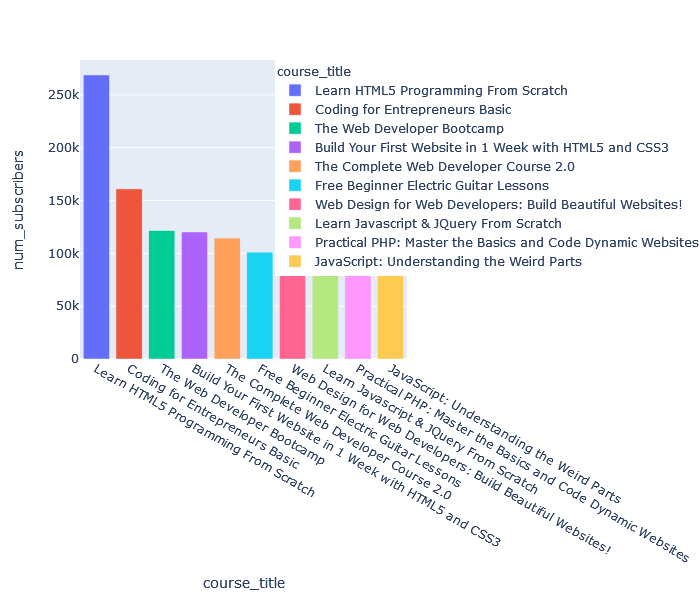 course_title
Learn HTML5 Programming From Scratch
Coding for Entrepreneurs Basic
The Web Developer Bootcamp
Build Your First Website in 1 Week with HTML5 and CSS3
The Complete Web Developer Course 2.0
Free Beginner Electric Guitar Lessons
Web Design for Web Developers: Build Beautiful Websites!
Learn Javascript & JQuery From Scratch
Practical PHP: Master the Basics and Code Dynamic Websites
JavaScript: Understanding the Weird Parts
num_subscribers
250k
200k
150k
100k
50k
0
Learn HTML5 Programming From Scratch
Coding for Entrepreneurs Basic
The Web Developer Bootcamp
Build Your First Website in 1 Week with HTML5 and CSS3
The Complete Web Developer Course 2.0
Free Beginner Electric Guitar Lessons
Web Design for Web Developers: Build Beautiful Websites!
Learn Javascript & JQuery From Scratch
Practical PHP: Master the Basics and Code Dynamic Websites
JavaScript: Understanding the Weird Parts
course_title